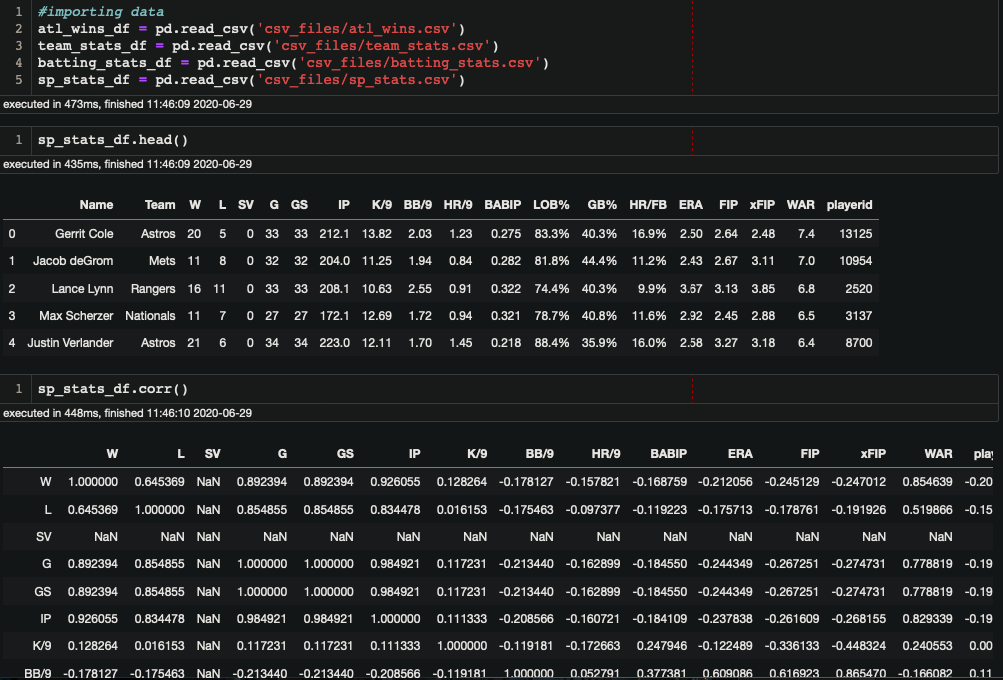 1 #importing data
2 atl_wins_df = pd.read_csv('csv_files/atl_wins.csv')
3 team_stats_df = pd.read_csv('csv_files/team_stats.csv')
4 batting_stats_df = pd.read_csv('csv_files/batting_stats.csv')
5 sp_stats_df = pd.read_csv('csv_files/sp_stats.csv')
executed in 473ms, finished 11:46:09 2020-06-29
1 sp_stats_df.head()
executed in 435ms, finished 11:46:09 2020-06-29
Name Team W L SV G GS IP K/9 BB/9 HR/9 BABIP LOB% GB% HR/FB ERA FIP xFIP WAR playerid
0 Gerrit Cole Astros 20 5 0 33 33 212.1 13.82 2.03 1.23 0.275 83.3% 40.3% 16.9% 2.50 2.64 2.48 7.4 13125
1 Jacob deGrom Mets 11 8 0 32 32 204.0 11.25 1.94 0.84 0.282 81.8% 44.4% 11.2% 2.43 2.67 3.11 7.0 10954
2 Lance Lynn Rangers 16 11 0 33 33 208.1 10.63 2.55 0.91 0.322 74.4% 40.3% 9.9% 3.67 3.13 3.85 6.8 2520
3 Max Scherzer Nationals 11 7 0 27 27 172.1 12.69 1.72 0.94 0.321 78.7% 40.8% 11.6% 2.92 2.45 2.88 6.5 3137
4 Justin Verlander Astros 21 6 0 34 34 223.0 12.11 1.70 1.45 0.218 88.4% 35.9% 16.0% 2.58 3.27 3.18 6.4 8700
1 sp_stats_df.corr()
executed in 448ms, finished 11:46:10 2020-06-29
W L SV G GS IP K/9 BB/9 HR/9 BABIP ERA FIP xFIP WAR play
W 1.000000 0.645369 NaN 0.892394 0.892394 0.926055 0.128264 -0.178127 -0.157821 -0.168759 -0.212056 -0.245129 -0.247012 0.854639 -0.20
L 0.645369 1.000000 NaN 0.854855 0.854855 0.834478 0.016153 -0.175463 -0.097377 -0.119223 -0.175713 -0.178761 -0.191926 0.519866 -0.15
SV NaN NaN NaN NaN NaN NaN NaN NaN NaN NaN NaN NaN NaN NaN
G 0.892394 0.854855 NaN 1.000000 1.000000 0.984921 0.117231 -0.213440 -0.162899 -0.184550 -0.244349 -0.267251 -0.274731 0.778819 -0.19
GS 0.892394 0.854855 NaN 1.000000 1.000000 0.984921 0.117231 -0.213440 -0.162899 -0.184550 -0.244349 -0.267251 -0.274731 0.778819 -0.19
IP 0.926055 0.834478 NaN 0.984921 0.984921 1.000000 0.111333 -0.208566 -0.160721 -0.184109 -0.237838 -0.261609 -0.268155 0.829339 -0.19
K/9 0.128264 0.016153 NaN 0.117231 0.117231 0.111333 1.000000 -0.119181 -0.172663 0.247946 -0.122489 -0.336133 -0.448324 0.240553 0.00
BB/9 -0.178127 -0.175463 NaN -0.213440 -0.213440 -0.208566 -0.119181 1.000000 0.052791 0.377381 0.609086 0.616923 0.865470 -0.166082 0.11